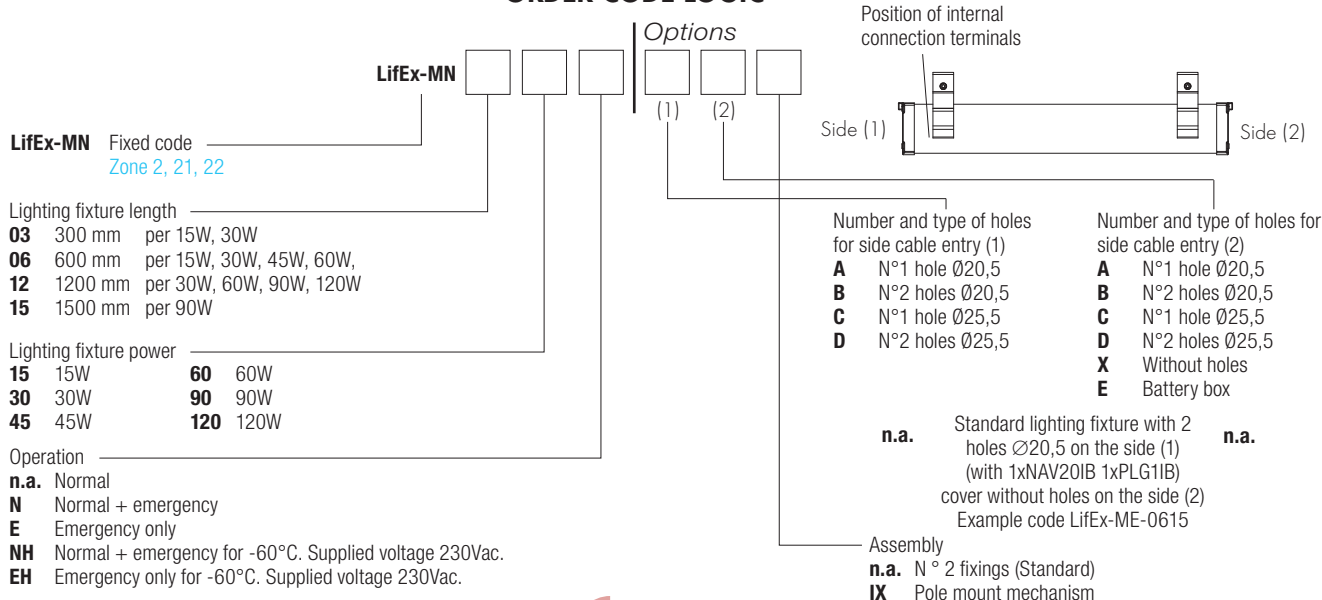 Options
LifEx-MN
(1) (2)
Position of internal
connection terminals
Side (1)
Side (2)
LifEx-MN Fixed code
Zone 2, 21, 22
Lighting fixture length
03 300 mm per 15W, 30W
06 600 mm per 15W, 30W, 45W, 60W,
12 1200 mm per 30W, 60W, 90W, 120W
15 1500 mm per 90W
Lighting fixture power
15 15W 60 60W
30 30W 90 90W
45 45W 120 120W
Operation
n.a. Normal
N Normal + emergency
E Emergency only
NH Normal + emergency for -60°C. Supplied voltage 230Vac.
EH Emergency only for -60°C. Supplied voltage 230Vac.
Number and type of holes
for side cable entry (1)
A N°1 hole Ø20,5
B N°2 holes Ø20,5
C N°1 hole Ø25,5
D N°2 holes Ø25,5
Number and type of holes for
side cable entry (2)
A N°1 hole Ø20,5
B N°2 holes Ø20,5
C N°1 hole Ø25,5
D N°2 holes Ø25,5
X Without holes
E Battery box
n.a. Standard lighting fixture with 2 n.a.
holes ∅20,5 on the side (1)
(with 1xNAV20IB 1xPLG1IB)
cover without holes on the side (2)
Example code LifEx-ME-0615
Assembly
n.a. N ° 2 fixings (Standard)
IX Pole mount mechanism